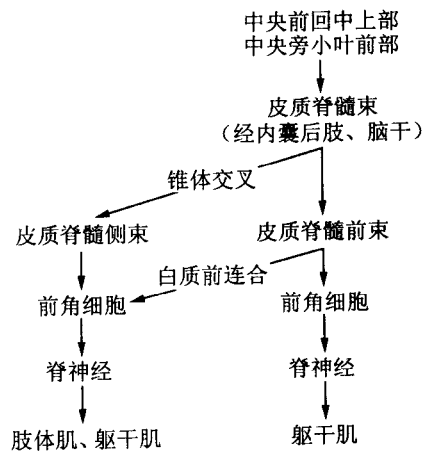 中央前回中上部
中央旁小叶前部
皮质脊髓束
（经内囊后肢、脑干）
锥体交叉
皮质脊髓侧束
皮质脊髓前束
白质前连合
前角细胞
前角细胞
脊神经
脊神经
肢体肌、躯干肌
躯干肌